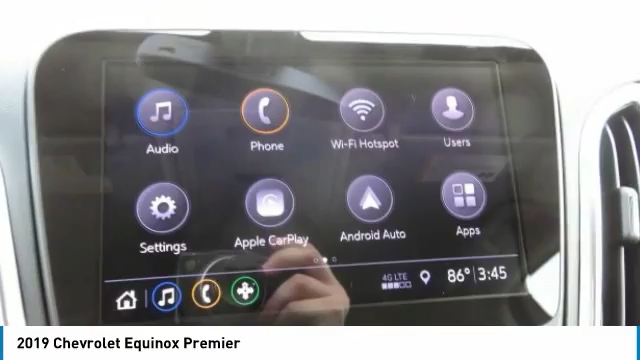 Audio Phone Wi-Fi Hotspot Users
Settings Apple CarPlay Android Auto Apps
4G LTE 86° 3:45
2019 Chevrolet Equinox Premier